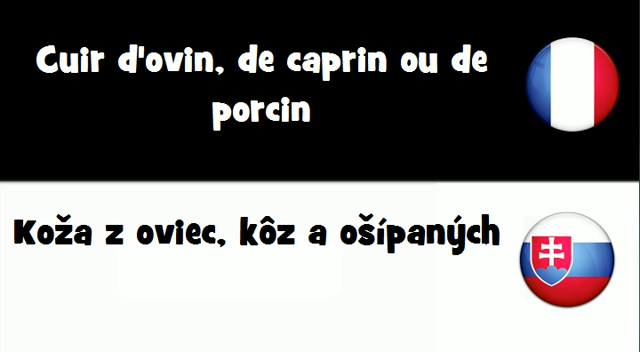 Cuir d'ovin, de caprin ou de
porcin
Koža z oviec, kôz a ošípaných